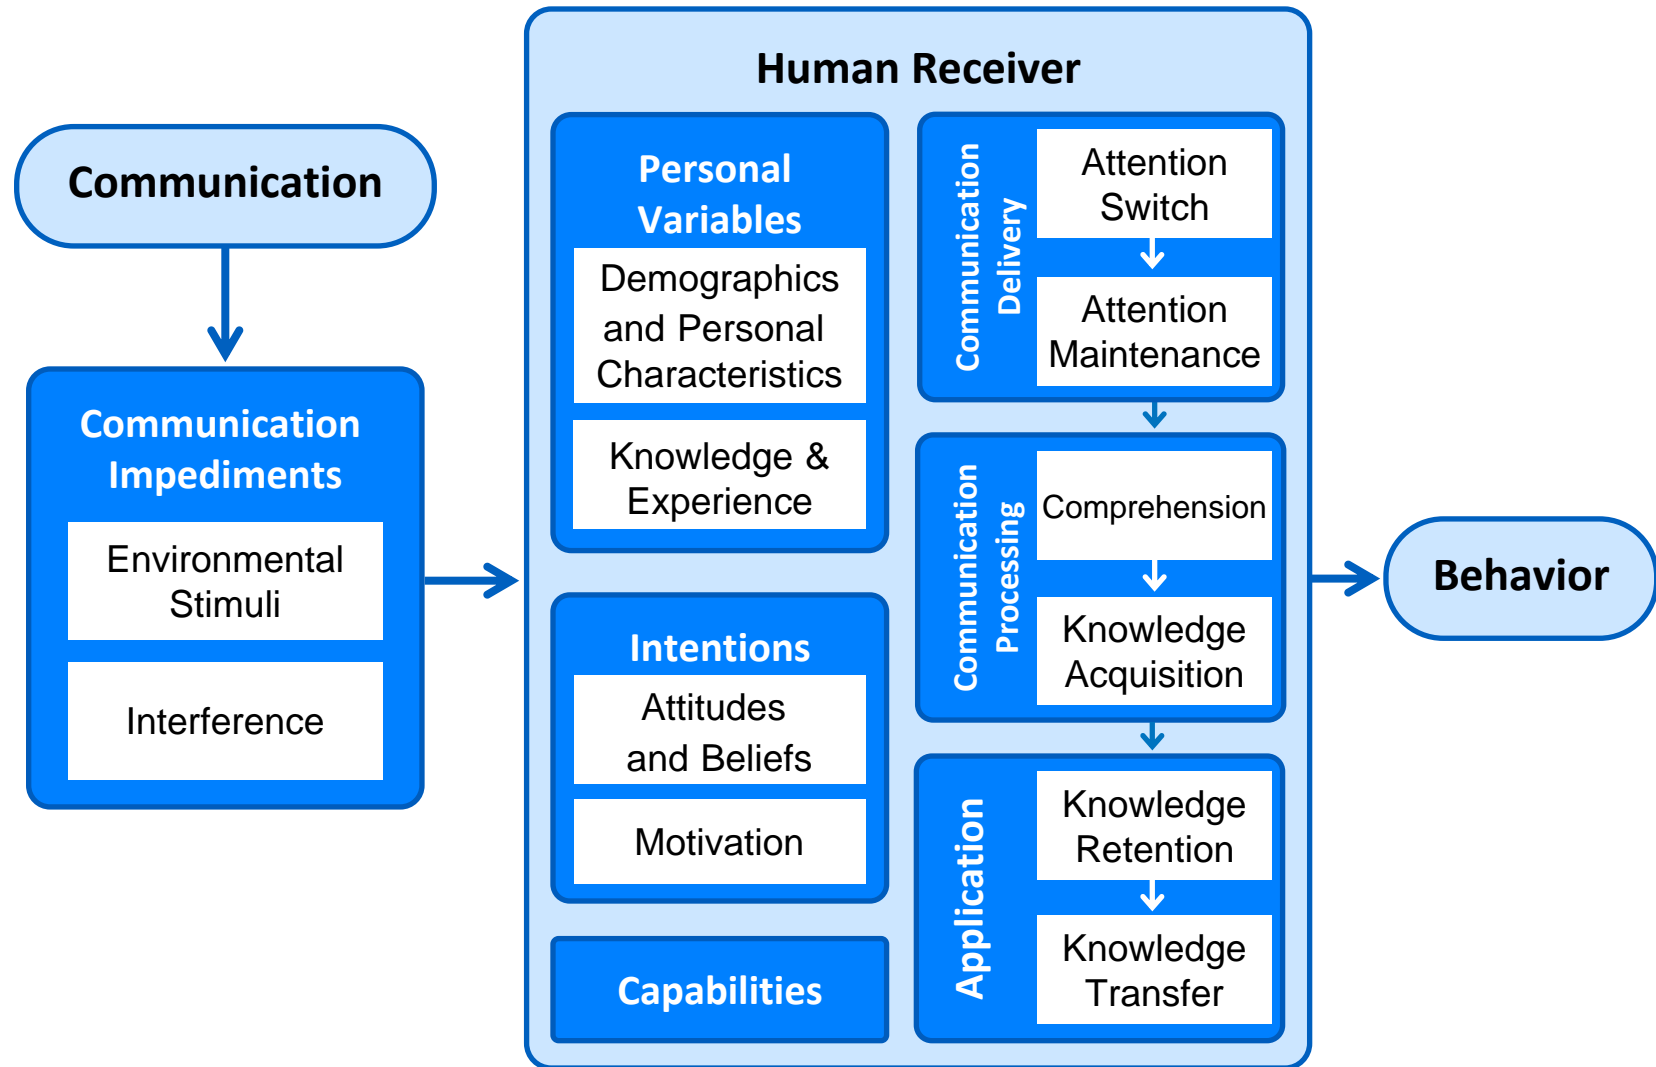 Human Receiver
Communication
Communication
Impediments
Environmental
Stimuli
Interference
Personal
Variables
Demographics
and Personal
Characteristics
Knowledge &
Experience
Intentions
Attitudes
and Beliefs
Motivation
Capabilities
Communication
Delivery
Attention
Switch
Attention
Maintenance
Communication
Processing
Comprehension
Knowledge
Acquisition
Application
Knowledge
Retention
Knowledge
Transfer
Behavior